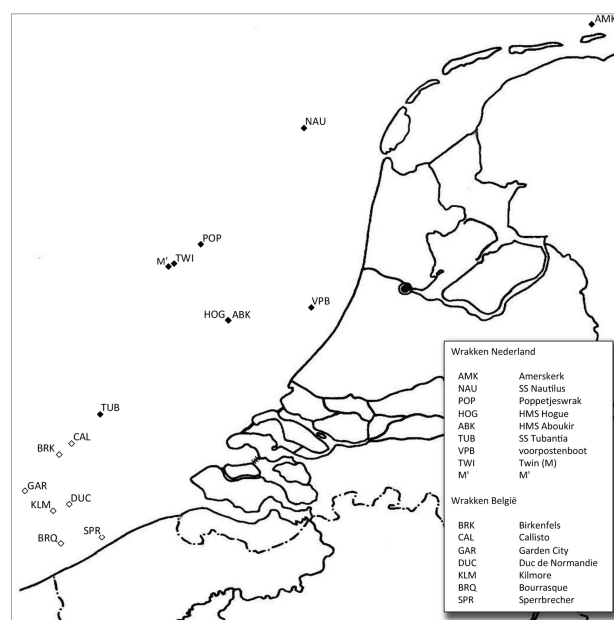 AMK
NAU
POP
M' TWI
HOG ABK
VPB
TUB
CAL
BRK
GAR
DUC
KLM
SPR
BRQ
Wrakken Nederland
AMK Amerskerk
NAU SS Nautilus
POP Poppetjeswrak
HOG HMS Hogue
ABK HMS Aboukir
TUB SS Tubantia
VPB voorpostenboot
TWI Twin (M)
M' M'
Wrakken België
BRK Birkenfels
CAL Callisto
GAR Garden City
DUC Duc de Normandie
KLM Kilmore
BRQ Bourrasque
SPR Sperrbrecher